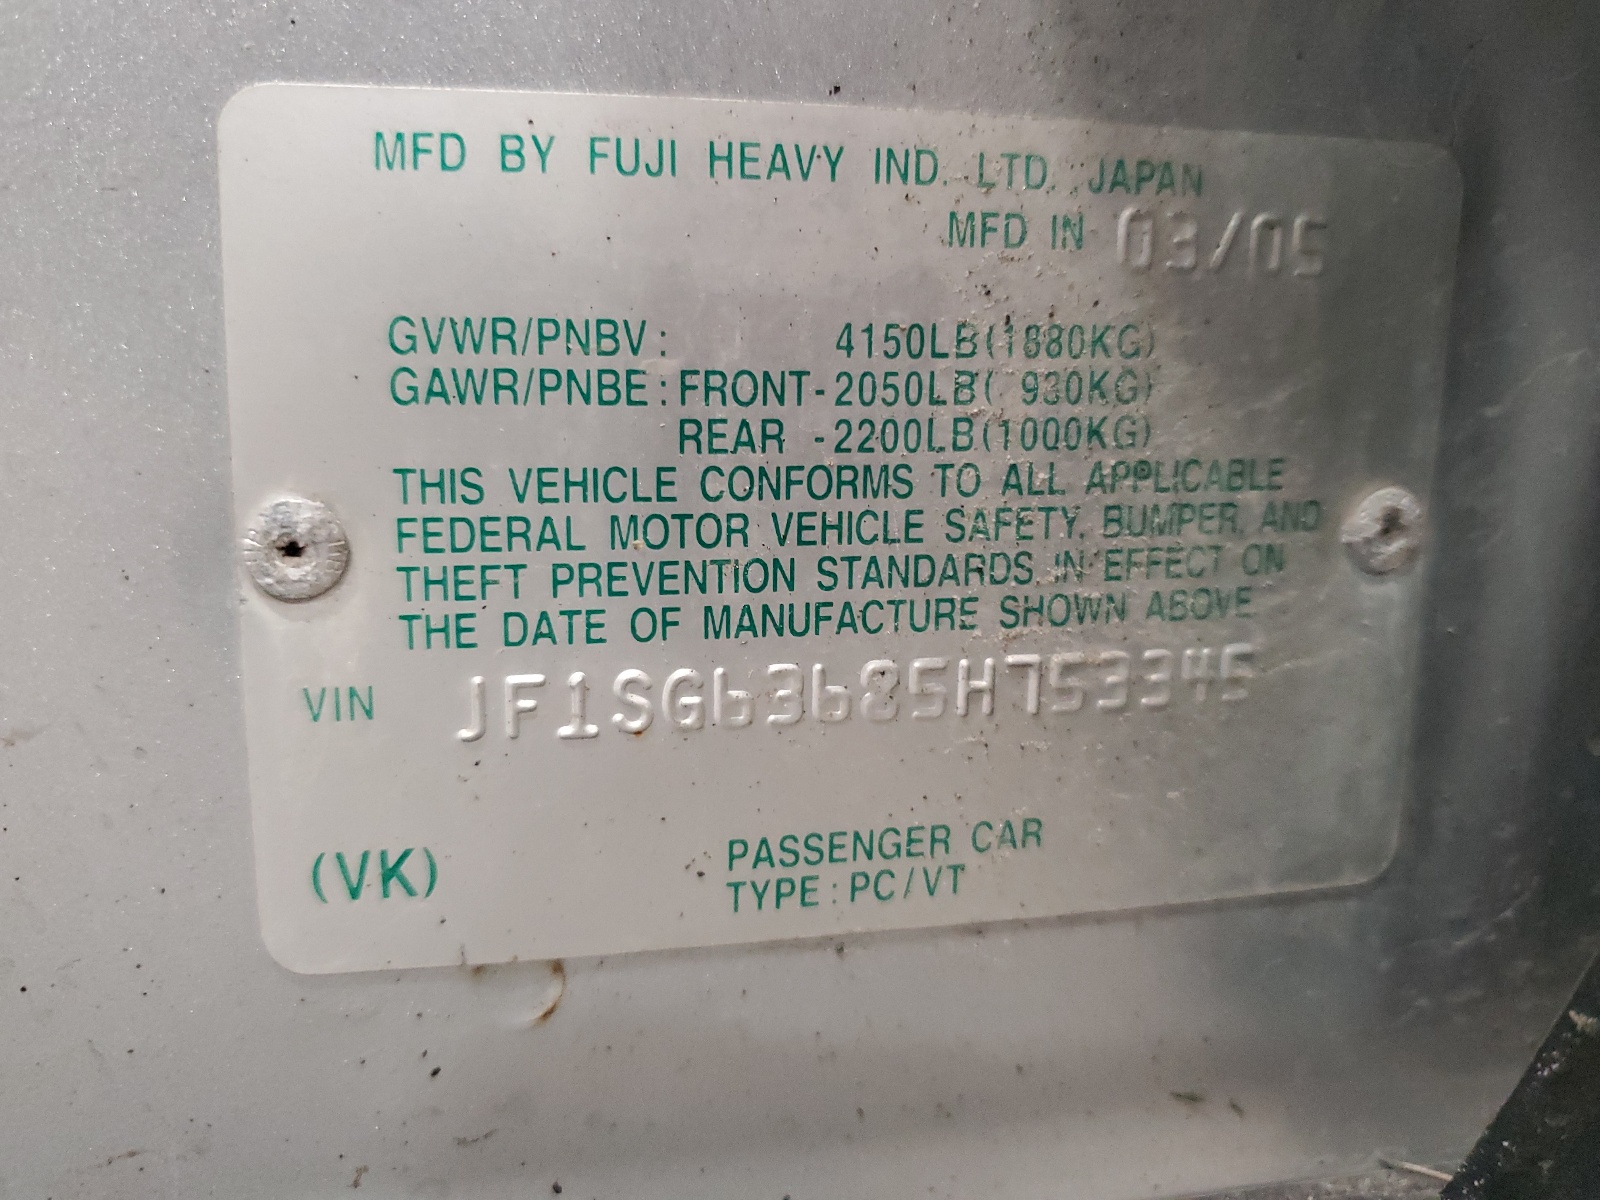 MFD BY FUJI HEAVY IND. LTD. JAPAN
MFD IN 03/05
GVWR/PNBV: 4150LB(1880KG)
GAWR/PNBE: FRONT-2050LB( 930KG)
REAR -2200LB(1000KG)
THIS VEHICLE CONFORMS TO ALL APPLICABLE
FEDERAL MOTOR VEHICLE SAFETY, BUMPER, AND
THEFT PREVENTION STANDARDS IN EFFECT ON
THE DATE OF MANUFACTURE SHOWN ABOVE
VIN JF1SG63685H753345
(VK)
PASSENGER CAR
TYPE: PC/VT